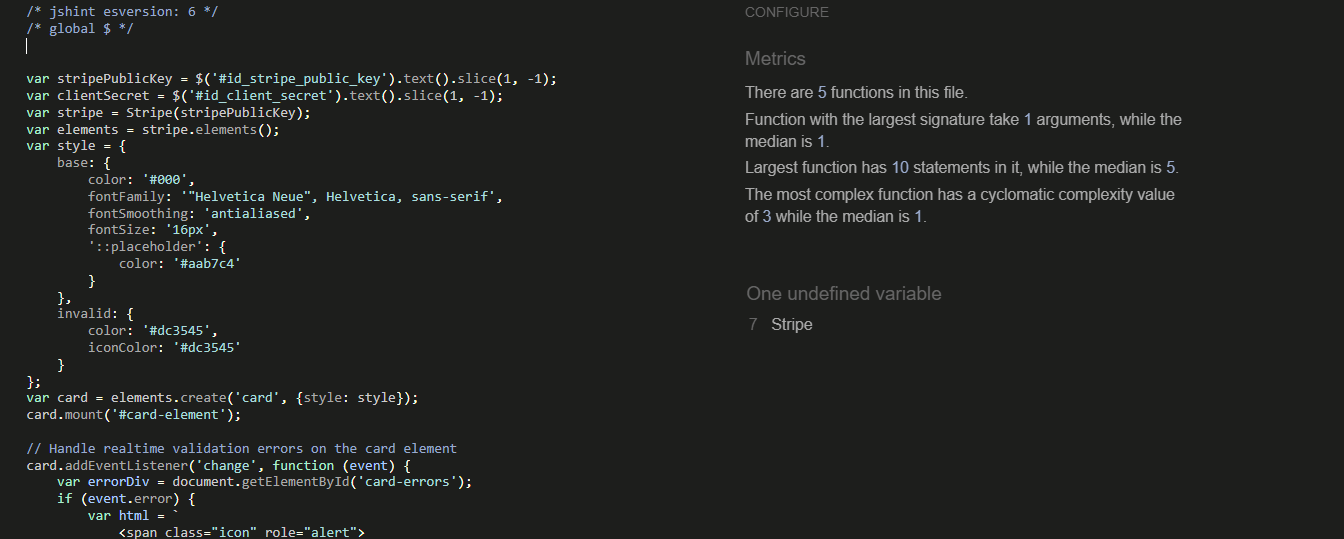 /* jshint esversion: 6 */
/* global $ */
var stripePublicKey = $('#id_stripe_public_key').text().slice(1, -1);
var clientSecret = $('#id_client_secret').text().slice(1, -1);
var stripe = Stripe(stripePublicKey);
var elements = stripe.elements();
var style = {
    base: {
        color: '#000',
        fontFamily: '"Helvetica Neue", Helvetica, sans-serif',
        fontSmoothing: 'antialiased',
        fontSize: '16px',
        '::placeholder': {
            color: '#aab7c4'
        }
    },
    invalid: {
        color: '#dc3545',
        iconColor: '#dc3545'
    }
};
var card = elements.create('card', {style: style});
card.mount('#card-element');
// Handle realtime validation errors on the card element
card.addEventListener('change', function (event) {
    var errorDiv = document.getElementById('card-errors');
    if (event.error) {
        var html = `
            <span class="icon" role="alert">
CONFIGURE
Metrics
There are 5 functions in this file.
Function with the largest signature take 1 arguments, while the
median is 1.
Largest function has 10 statements in it, while the median is 5.
The most complex function has a cyclomatic complexity value
of 3 while the median is 1.
One undefined variable
7 Stripe